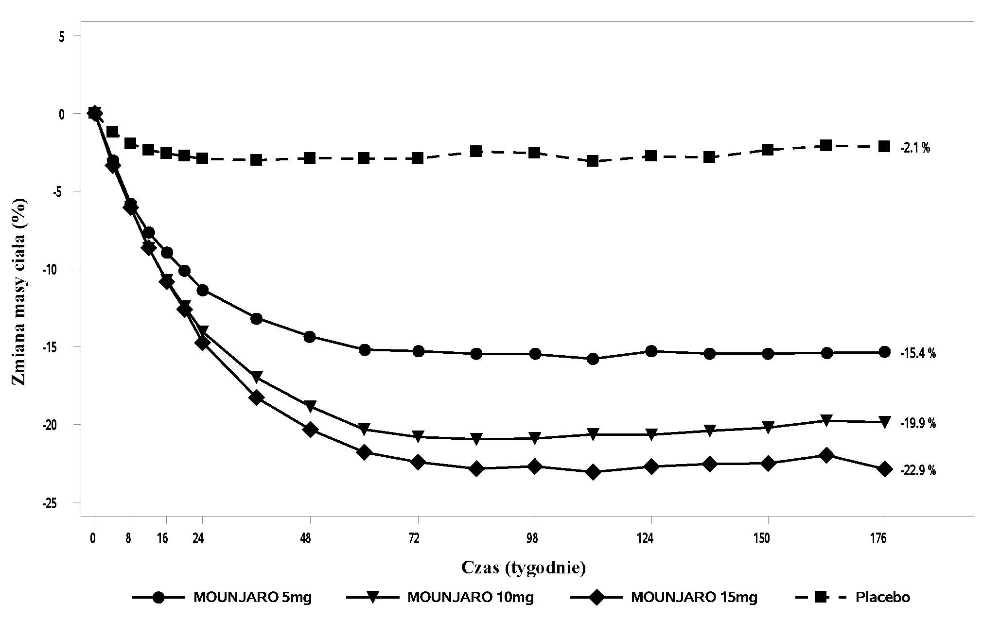 5
0
-5
-10
-15
-20
-25
Zmiana masy ciała (%)
-2.1 %
-15.4 %
-19.9 %
-22.9 %
0 8 16 24 48 72 98 124 150 176
Czas (tygodnie)
MOUNJARO 5mg MOUNJARO 10mg MOUNJARO 15mg Placebo